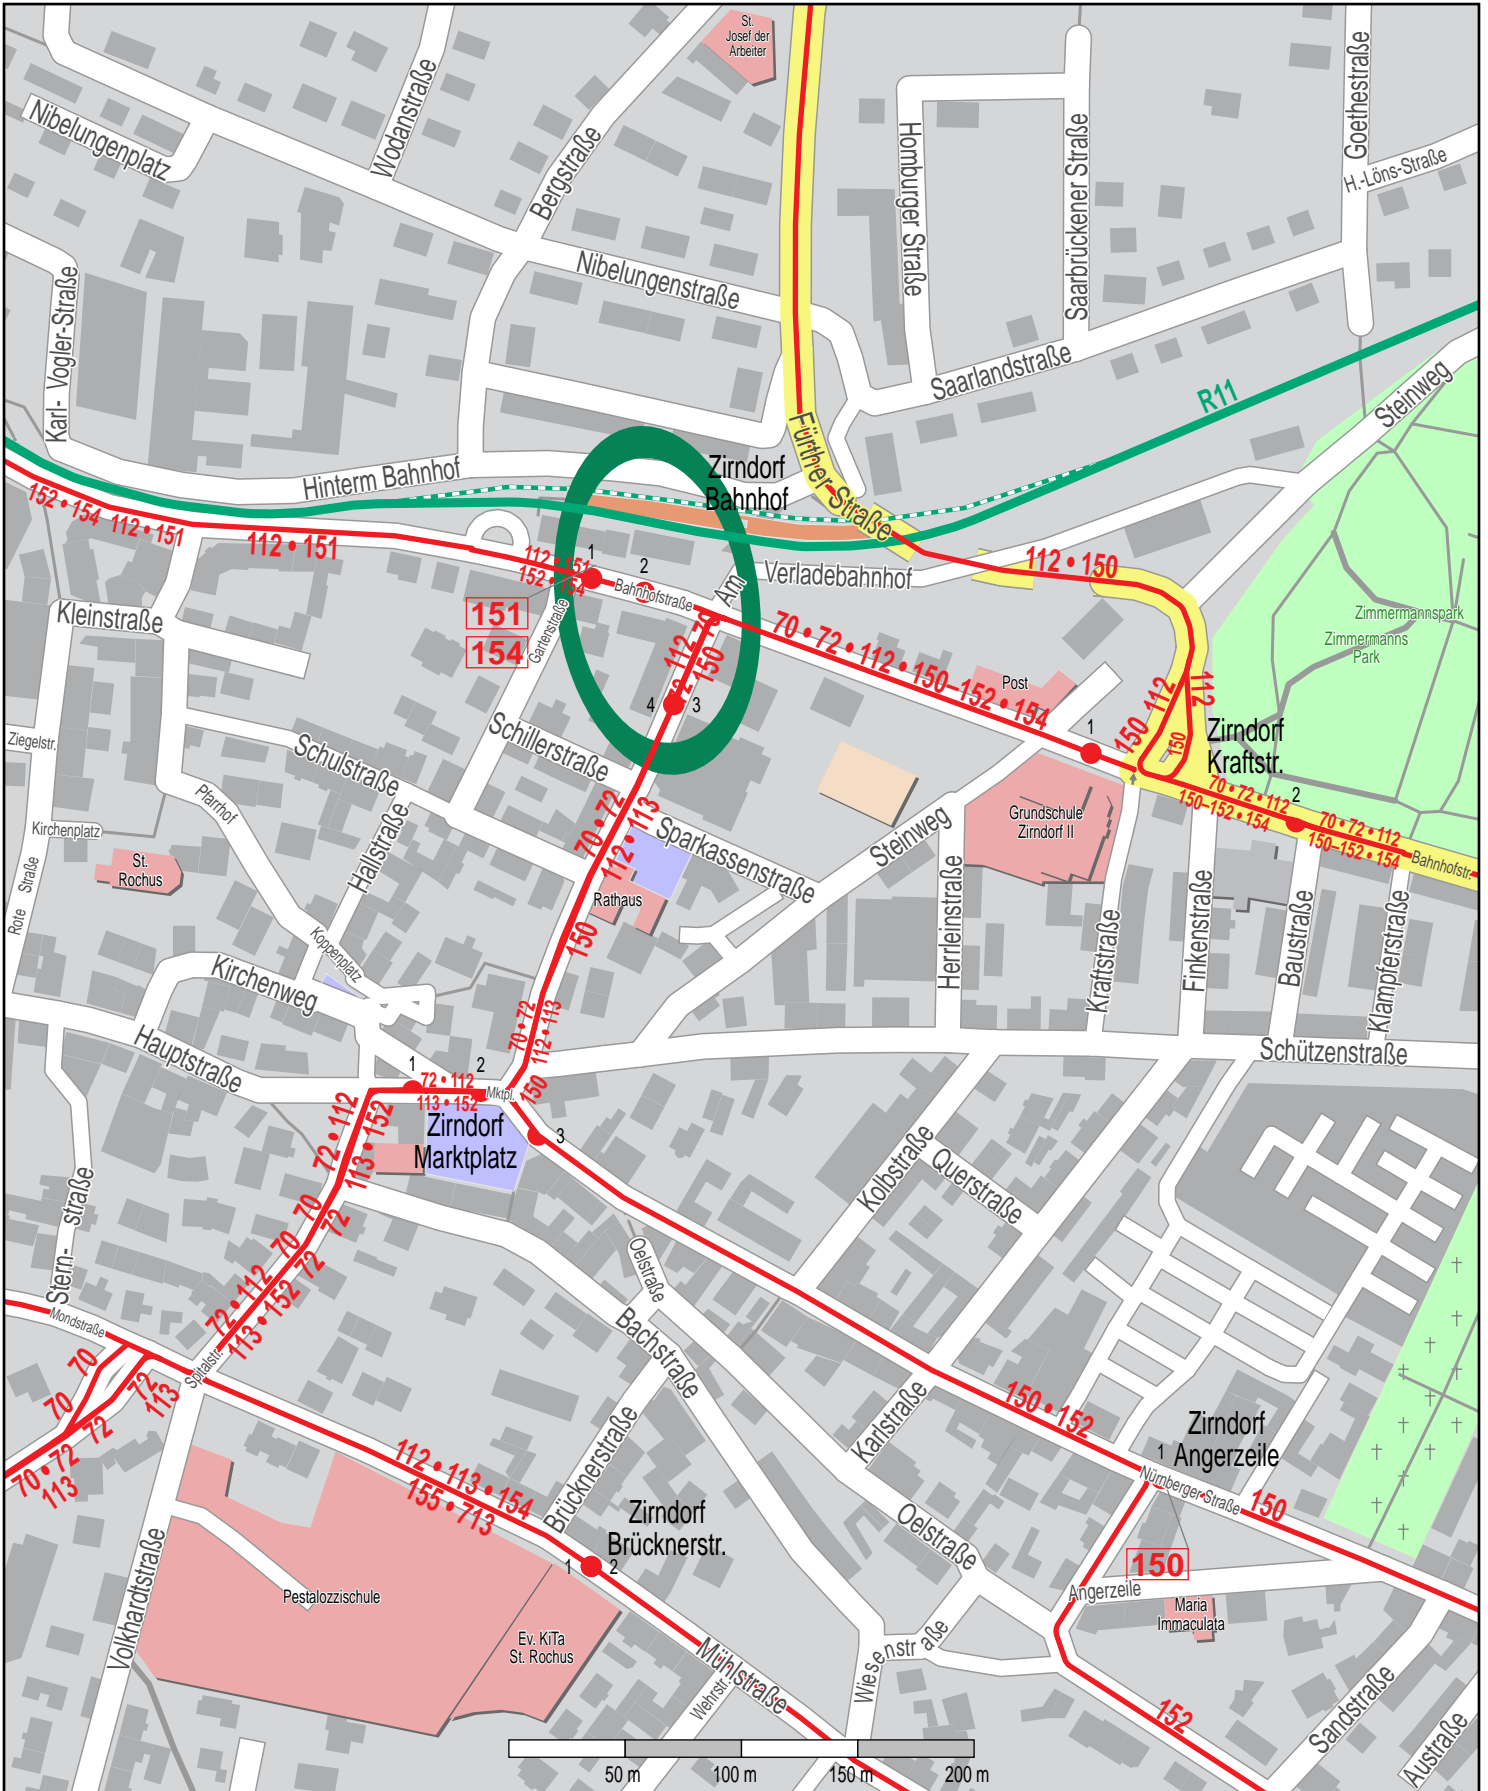 St.
Josef der
Arbeiter
Nibelungenplatz
Wodanstraße
Bergstraße
Homburger Straße
Saarbrückener Straße
Goethestraße
H.-Löns-Straße
Nibelungenstraße
Karl- Vogler-Straße
Saarlandstraße
R11
Steinweg
Hinterm Bahnhof
Zirndorf
Bahnhof
Fürther Straße
152 • 154
112 • 151
112 • 151
112 • 151
152 • 154
1
2
Bahnhofstraße
Am
Verladebahnhof
112 • 150
151
154
Gartenstraße
Kleinstraße
Zimmermannspark
Zimmermanns
Park
70 • 72 • 112 • 150–152 • 154
112
70
72
150
4
3
Post
1
150
112
112
150
Zirndorf
Kraftstr.
Ziegelstr.
Schulstraße
Schillerstraße
70 • 72 • 112
150–152 • 154
2
70 • 72 • 112
150–152 • 154
Bahnhofstr.
Pfarrhof
Kirchenplatz
Hallstraße
70 • 72
112 • 113
Sparkassenstraße
Steinweg
Grundschule
Zirndorf II
St.
Rochus
Rote
Straße
Rathaus
150
Herrleinstraße
Kraftstraße
Finkenstraße
Baustraße
Klampferstraße
Koppenplatz
Kirchenweg
Hauptstraße
70 • 72
112 • 113
Schützenstraße
1
72 • 112
113 • 152
2
Mktpl.
150
Zirndorf
Marktplatz
3
72 • 112
113 • 152
Kolbstraße
Querstraße
Stern-
straße
70
72
70
72
72 • 112
113 • 152
Oelstraße
Bachstraße
Mondstraße
Spitalstr.
70
70
72
113
72
70 • 72
113
150 • 152
Karlstraße
Zirndorf
Angerzeile
1
Nürnberger Straße
150
112 • 113 • 154
155 • 713
Brücknerstraße
Zirndorf
Brücknerstr.
1
2
Oelstraße
150
Angerzeile
Maria
Immaculata
Volkhardtstraße
Pestalozzischule
Ev. KiTa
St. Rochus
Mühlstraße
Wehrstr.
Wiesenstraße
152
Sandstraße
Austraße
50 m
100 m
150 m
200 m